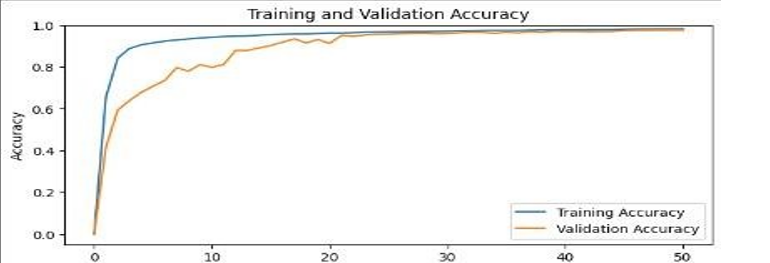 Training and Validation Accuracy
1.0
0.8
0.6
0.4
0.2
0.0
Accuracy
Training Accuracy
Validation Accuracy
0 10 20 30 40 50